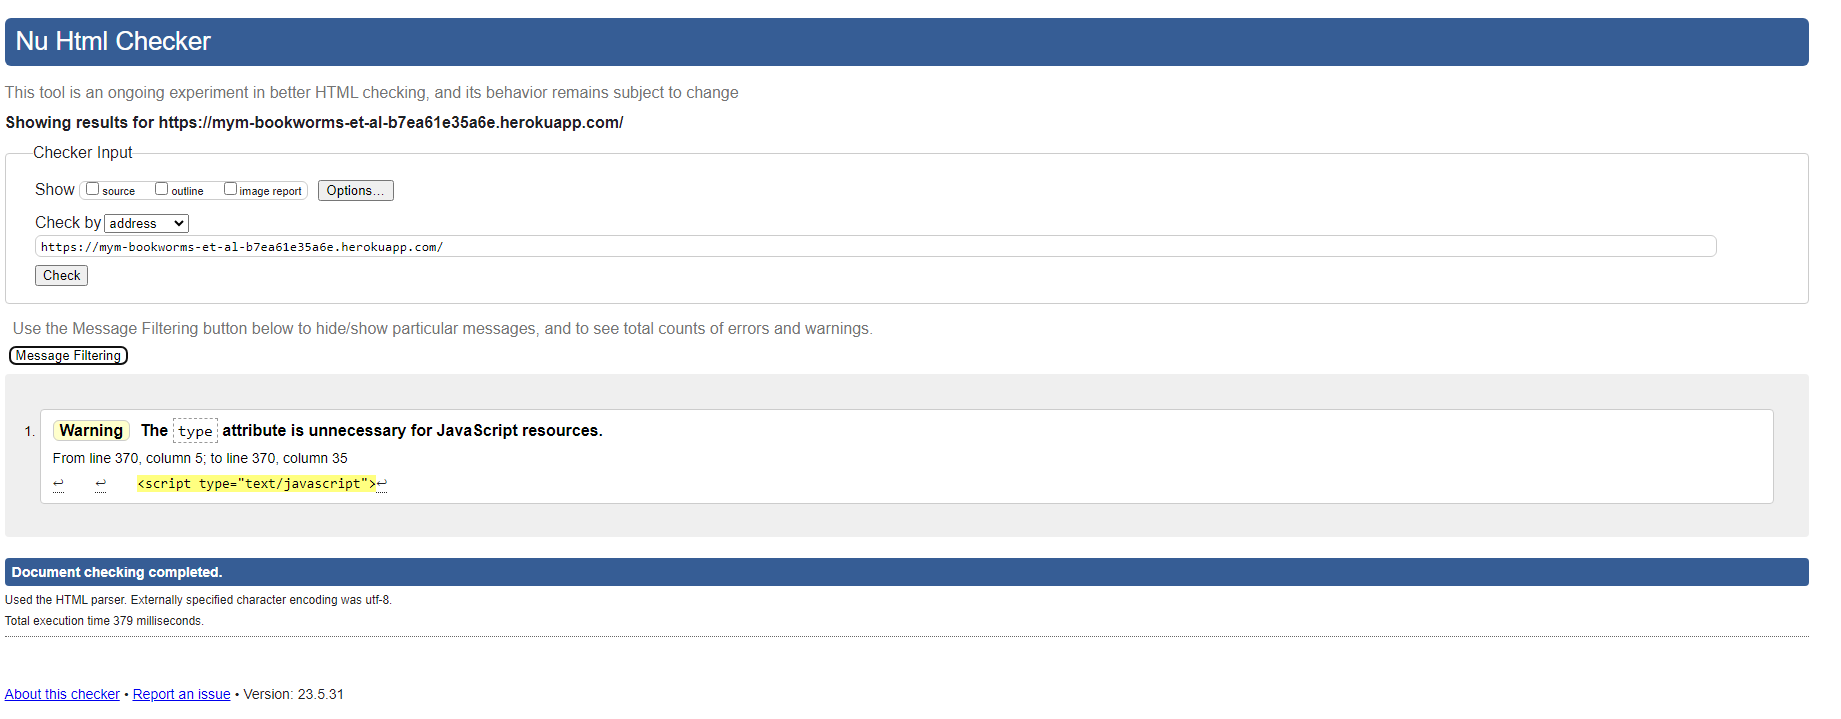 Nu Html Checker
This tool is an ongoing experiment in better HTML checking, and its behavior remains subject to change
Showing results for https://mym-bookworms-et-al-b7ea61e35a6e.herokuapp.com/
Checker Input
Show source outline image report Options...
Check by address
https://mym-bookworms-et-al-b7ea61e35a6e.herokuapp.com/
Check
Use the Message Filtering button below to hide/show particular messages, and to see total counts of errors and warnings.
Message Filtering
1. Warning The type attribute is unnecessary for JavaScript resources.
From line 370, column 5; to line 370, column 35
↩ ↩ <script type="text/javascript">↩
Document checking completed.
Used the HTML parser. Externally specified character encoding was utf-8.
Total execution time 379 milliseconds.
About this checker • Report an issue • Version: 23.5.31